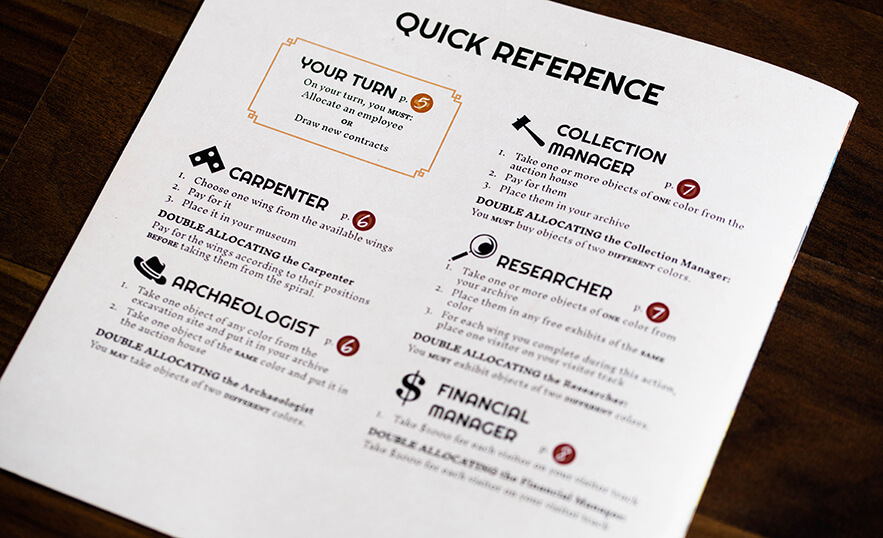 QUICK REFERENCE
YOUR TURN p. 5
On your turn, you MUST:
Allocate an employee
OR
Draw new contracts
CARPENTER p. 6
1. Choose one wing from the available wings
2. Pay for it
3. Place it in your museum
DOUBLE ALLOCATING the Carpenter
Pay for the wings according to their positions
BEFORE taking them from the spiral.
ARCHAEOLOGIST p. 6
1. Take one object of any color from the
excavation site and put it in your archive
2. Take one object of the SAME color and put it in
the auction house
DOUBLE ALLOCATING the Archaeologist
You MAY take objects of two DIFFERENT colors.
COLLECTION
MANAGER p. 7
1. Take one or more objects of ONE color from the
auction house
2. Pay for them
3. Place them in your archive
DOUBLE ALLOCATING the Collection Manager:
You MUST buy objects of two DIFFERENT colors.
RESEARCHER p. 7
1. Take one or more objects of ONE color from
your archive
2. Place them in any free exhibits of the SAME
color
3. For each wing you complete during this action,
place one visitor on your visitor track
DOUBLE ALLOCATING the Researcher:
You MUST exhibit objects of two DIFFERENT colors.
$ FINANCIAL
MANAGER p. 8
1. Take $1000 for each visitor on your visitor track
DOUBLE ALLOCATING the Financial Manager:
Take $2000 for each visitor on your visitor track